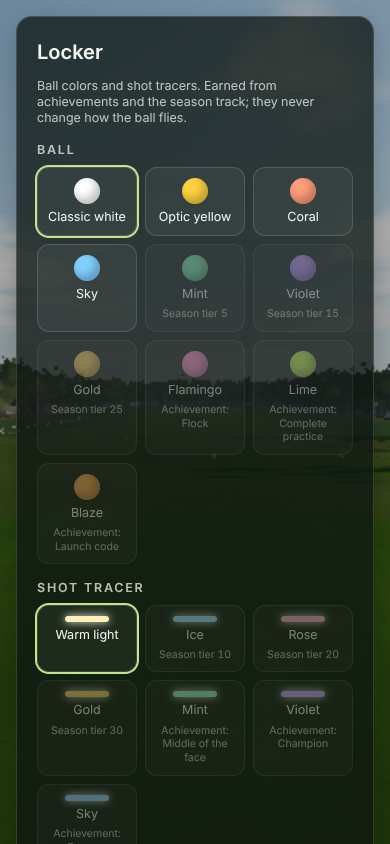 Locker
Ball colors and shot tracers. Earned from
achievements and the season track; they never
change how the ball flies.
BALL
Classic white
Optic yellow
Coral
Sky
Mint
Season tier 5
Violet
Season tier 15
Gold
Season tier 25
Flamingo
Achievement:
Flock
Lime
Achievement:
Complete
practice
Blaze
Achievement:
Launch code
SHOT TRACER
Warm light
Ice
Season tier 10
Rose
Season tier 20
Gold
Season tier 30
Mint
Achievement:
Middle of the
face
Violet
Achievement:
Champion
Sky
Achievement: